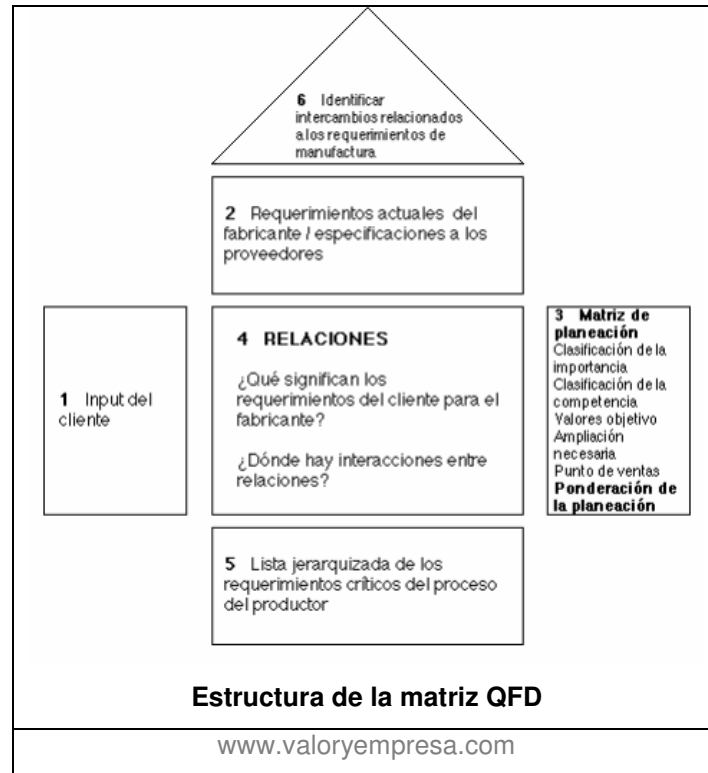 6 Identificar
intercambios relacionados
a los requerimientos de
manufactura
2 Requerimientos actuales del
fabricante / especificaciones a los
proveedores
1 Input del
cliente
4 RELACIONES
¿Qué significan los
requerimientos del cliente para el
fabricante?
¿Dónde hay interacciones entre
relaciones?
3 Matriz de
planeación
Clasificación de la
importancia
Clasificación de la
competencia
Valores objetivo
Ampliación
necesaria
Punto de ventas
Ponderación de
la planeación
5 Lista jerarquizada de los
requerimientos críticos del proceso
del productor
Estructura de la matriz QFD
www.valoryempresa.com